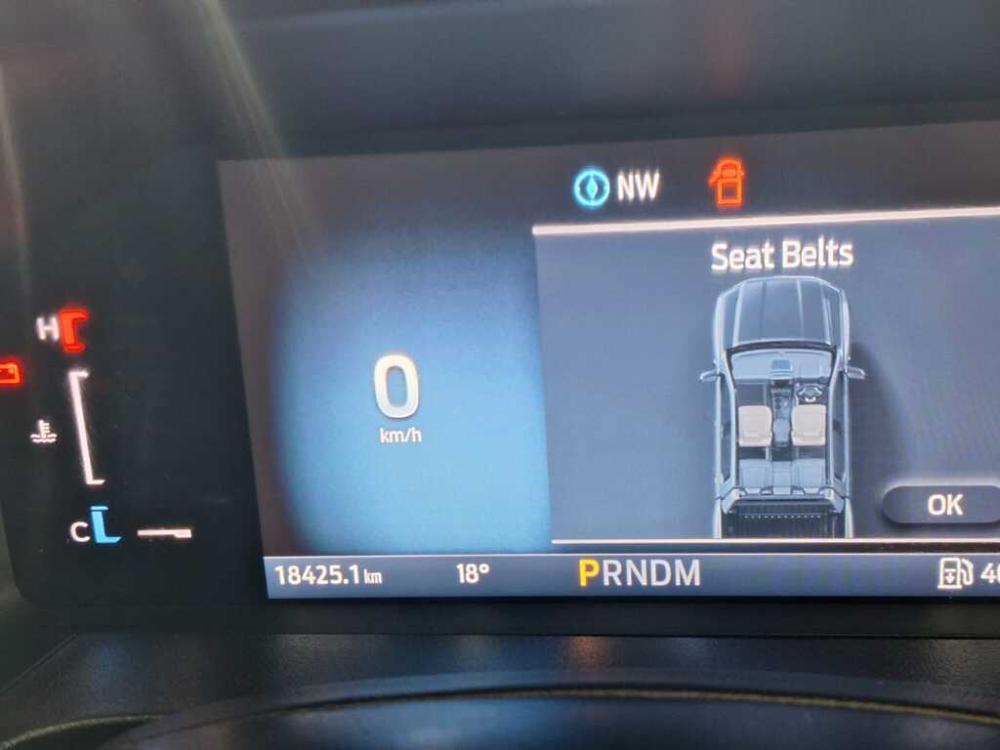 NW
Seat Belts
H
0
km/h
OK
C
18425.1 km 18° PRNDM